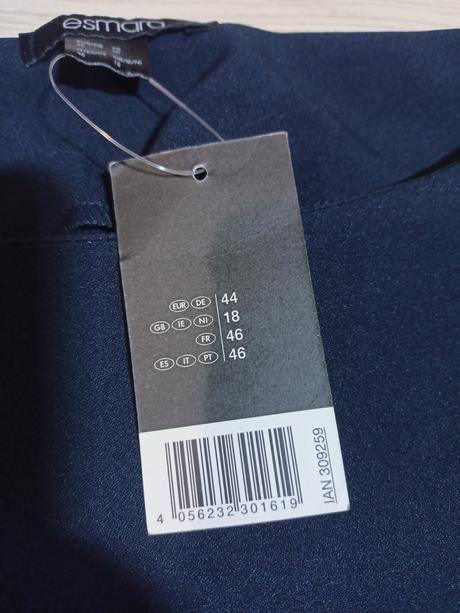 esmara
EUR DE 44
GB IE NI 18
FR 46
ES IT PT 46
IAN 309259
4 056232 301619